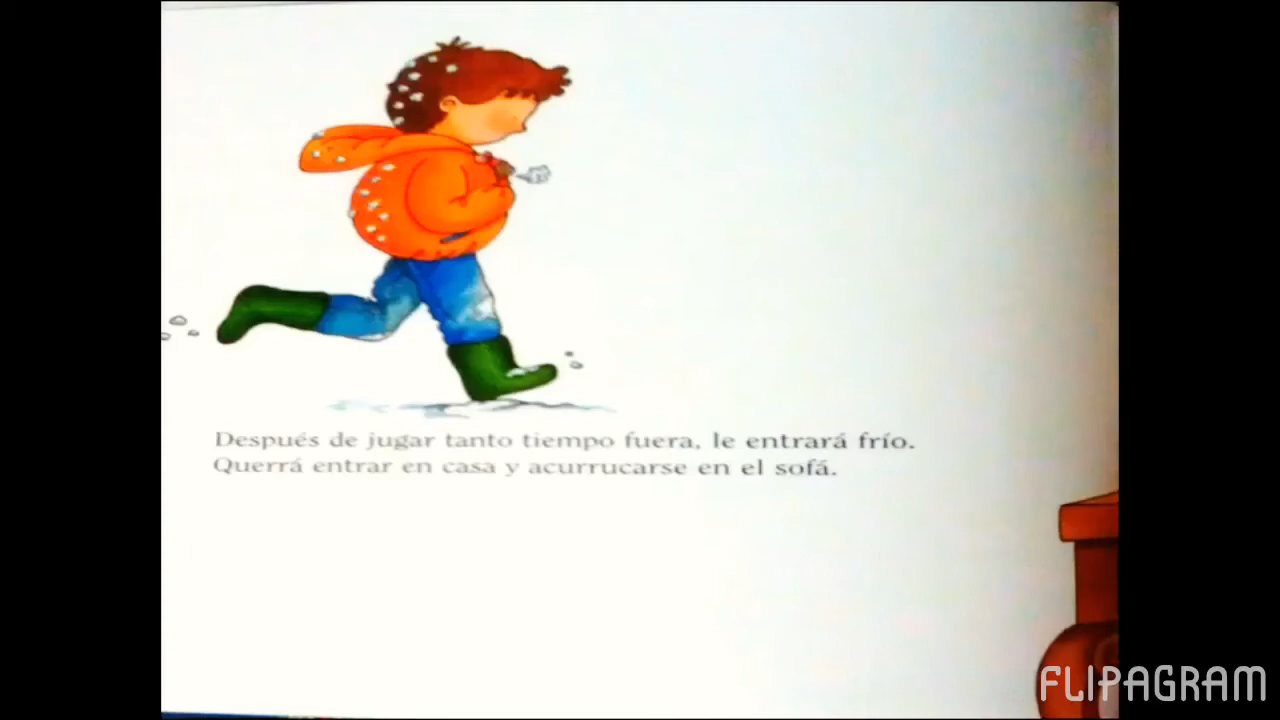 Después de jugar tanto tiempo fuera, le entrará frío.
Querrá entrar en casa y acurrucarse en el sofá.
FLIPAGRAM